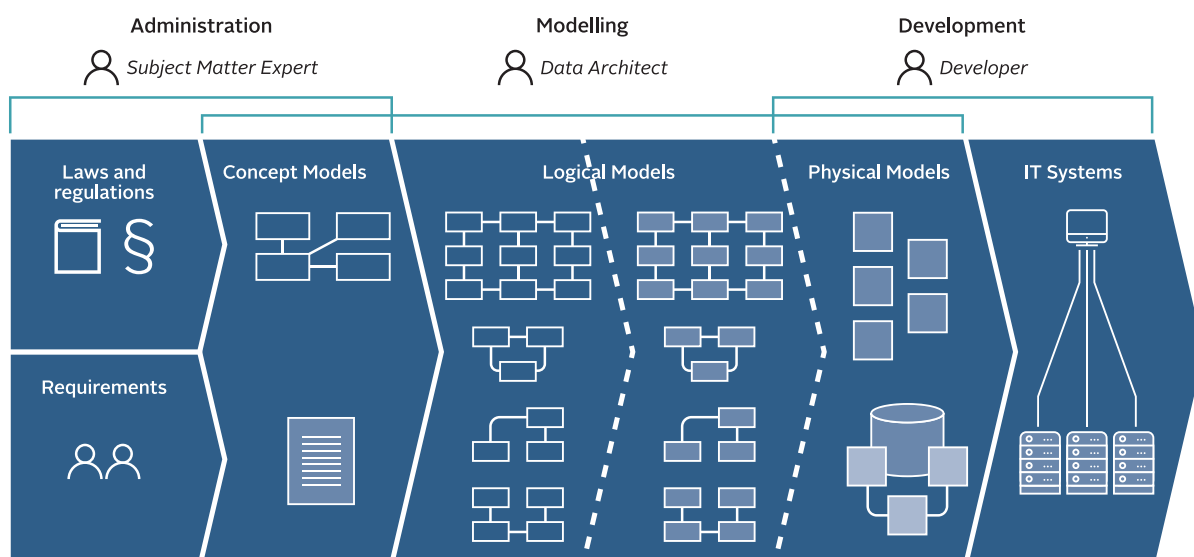 Administration
Subject Matter Expert
Modelling
Data Architect
Development
Developer
Laws and
regulations
§
Concept Models
Logical Models
Physical Models
IT Systems
Requirements